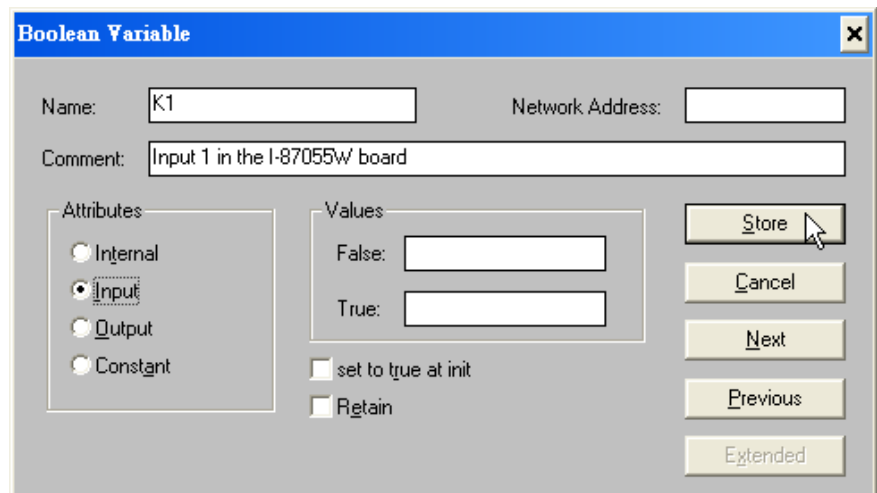 Boolean Variable
Name: K1 Network Address:
Comment: Input 1 in the I-87055W board
Attributes Values
Internal False: Store
Input True: Cancel
Output Next
Constant set to true at init
Retain Previous
Extended